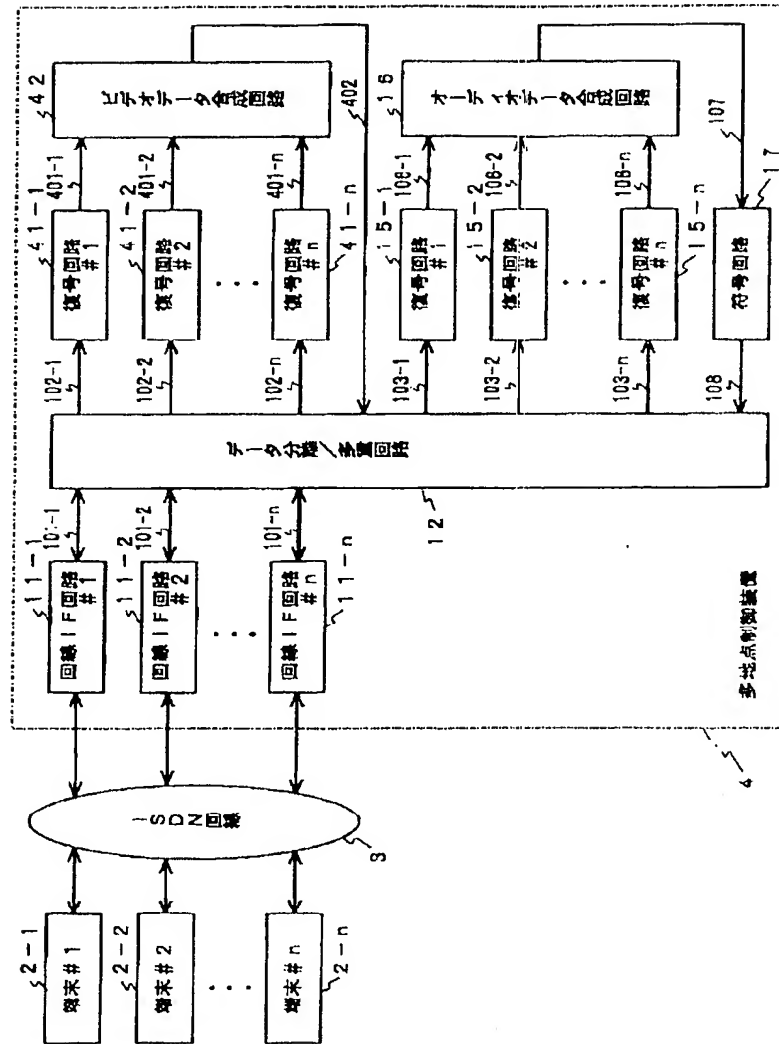 端末#1
2-1
端末#2
2-2
端末#n
2-n
ISDN回線
3
回線IF回路
#1
11-1
回線IF回路
#2
11-2
回線IF回路
#n
11-n
101-1
101-2
101-n
データ分離/多重回路
12
102-1
102-2
102-n
103-1
103-2
103-n
108
復号回路
#1
41-1
復号回路
#2
41-2
復号回路
#n
41-n
復号回路
#1
15-1
復号回路
#2
15-2
復号回路
#n
15-n
符号回路
17
401-1
401-2
401-n
402
106-1
106-2
106-n
107
ビデオデータ合成回路
42
オーディオデータ合成回路
16
多地点制御装置
4